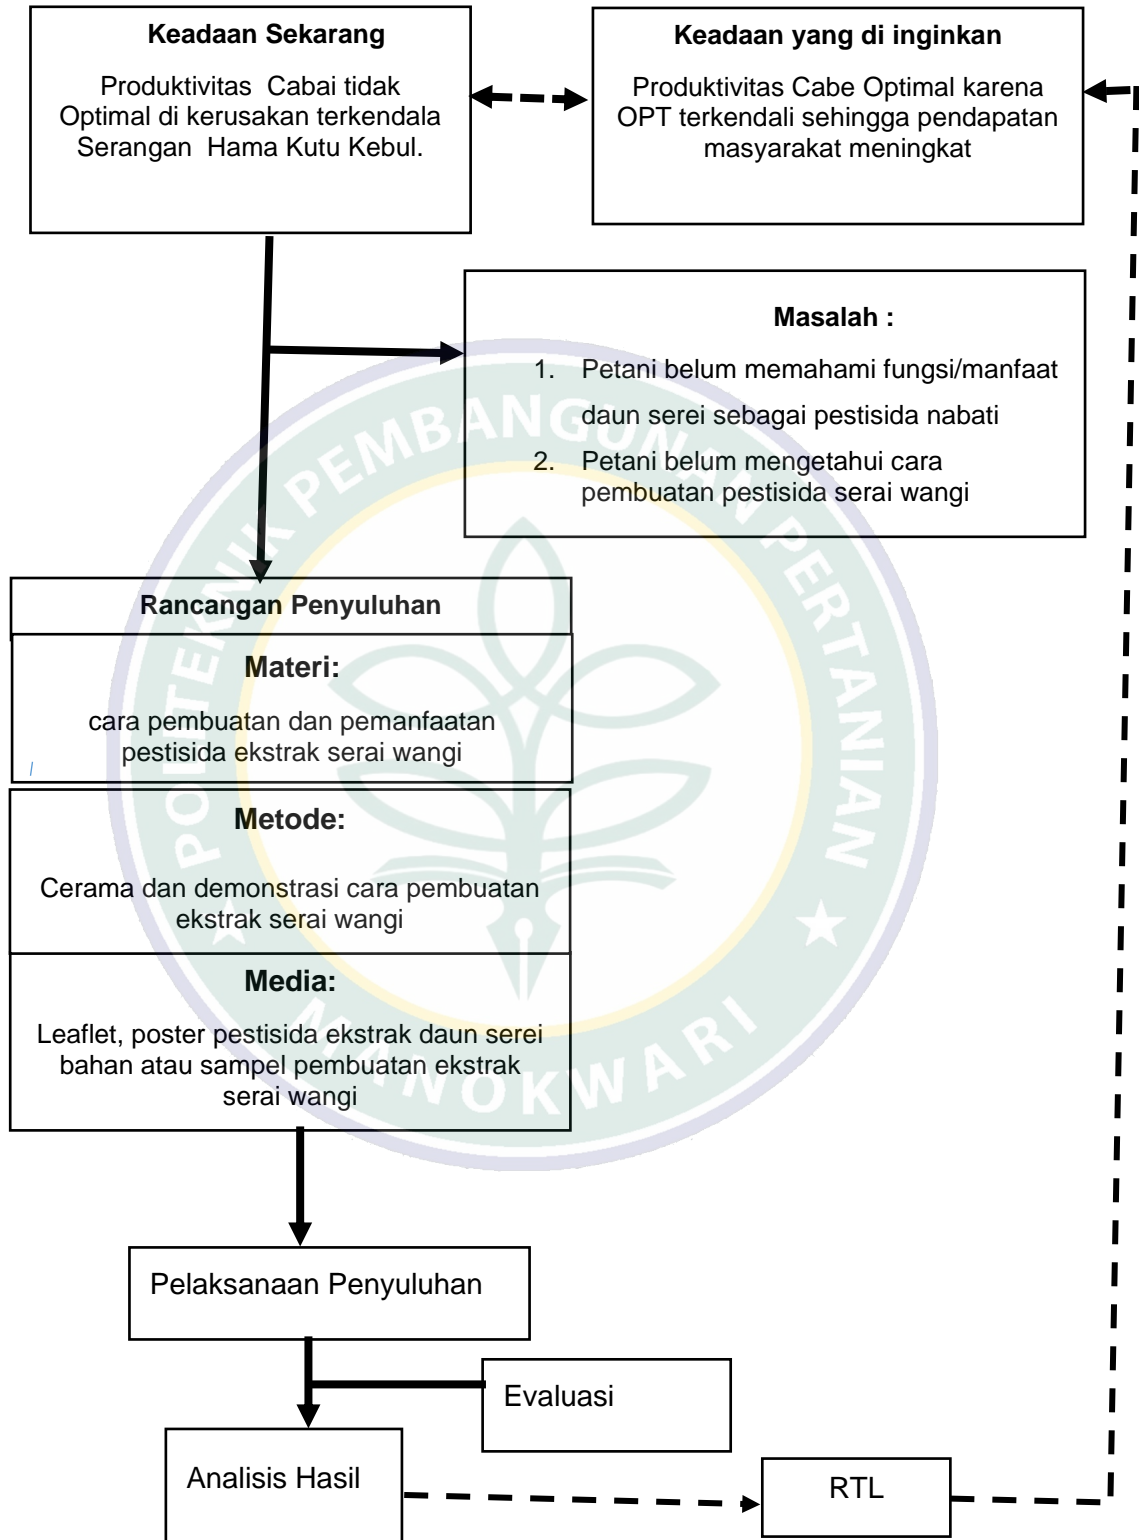 Keadaan Sekarang
Produktivitas Cabai tidak
Optimal di kerusakan terkendala
Serangan Hama Kutu Kebul.
Keadaan yang di inginkan
Produktivitas Cabe Optimal karena
OPT terkendali sehingga pendapatan
masyarakat meningkat
Masalah :
1. Petani belum memahami fungsi/manfaat
daun serei sebagai pestisida nabati
2. Petani belum mengetahui cara
pembuatan pestisida serai wangi
Rancangan Penyuluhan
Materi:
cara pembuatan dan pemanfaatan
pestisida ekstrak serai wangi
Metode:
Cerama dan demonstrasi cara pembuatan
ekstrak serai wangi
Media:
Leaflet, poster pestisida ekstrak daun serei
bahan atau sampel pembuatan ekstrak
serai wangi
Pelaksanaan Penyuluhan
Evaluasi
Analisis Hasil
RTL
POLITEKNIK PEMBANGUNAN PERTANIAN
MANOKWARI